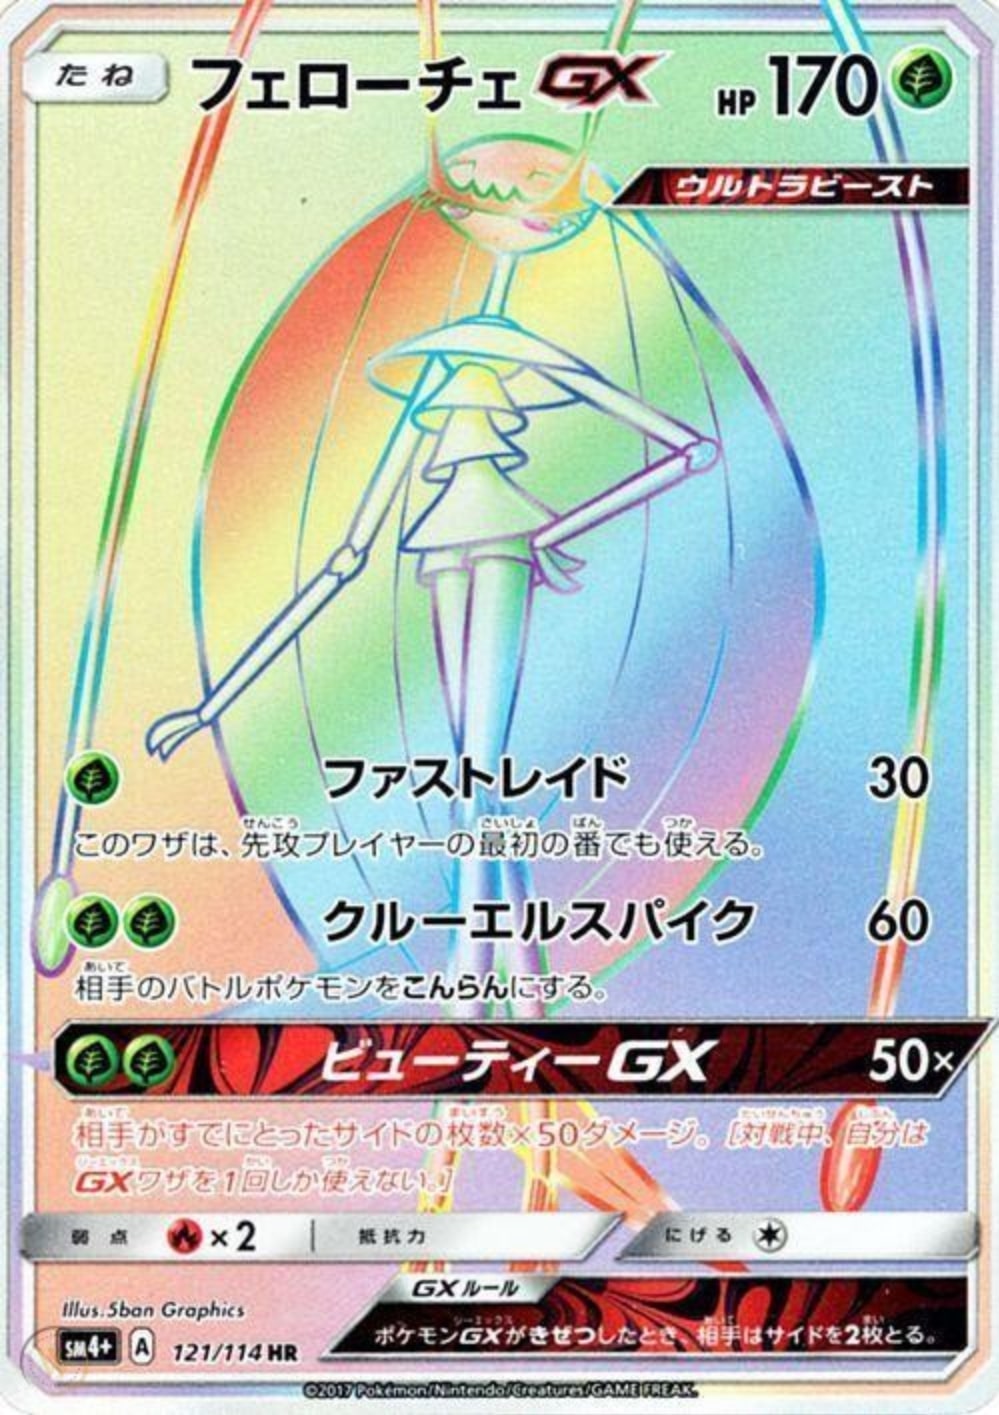 たね フェローチェGX HP170
ウルトラビースト
ファストレイド 30
このワザは、先攻プレイヤーの最初の番でも使える。
クルーエルスパイク 60
相手のバトルポケモンをこんらんにする。
ビューティーGX 50×
相手がすでにとったサイドの枚数×50ダメージ。[対戦中、自分は
GXワザを1回しか使えない。]
弱点 ×2 抵抗力 にげる
GXルール
ポケモンGXがきぜつしたとき、相手はサイドを2枚とる。
Illus.5ban Graphics
SM4+ A 121/114 HR
©2017 Pokémon/Nintendo/Creatures/GAME FREAK.